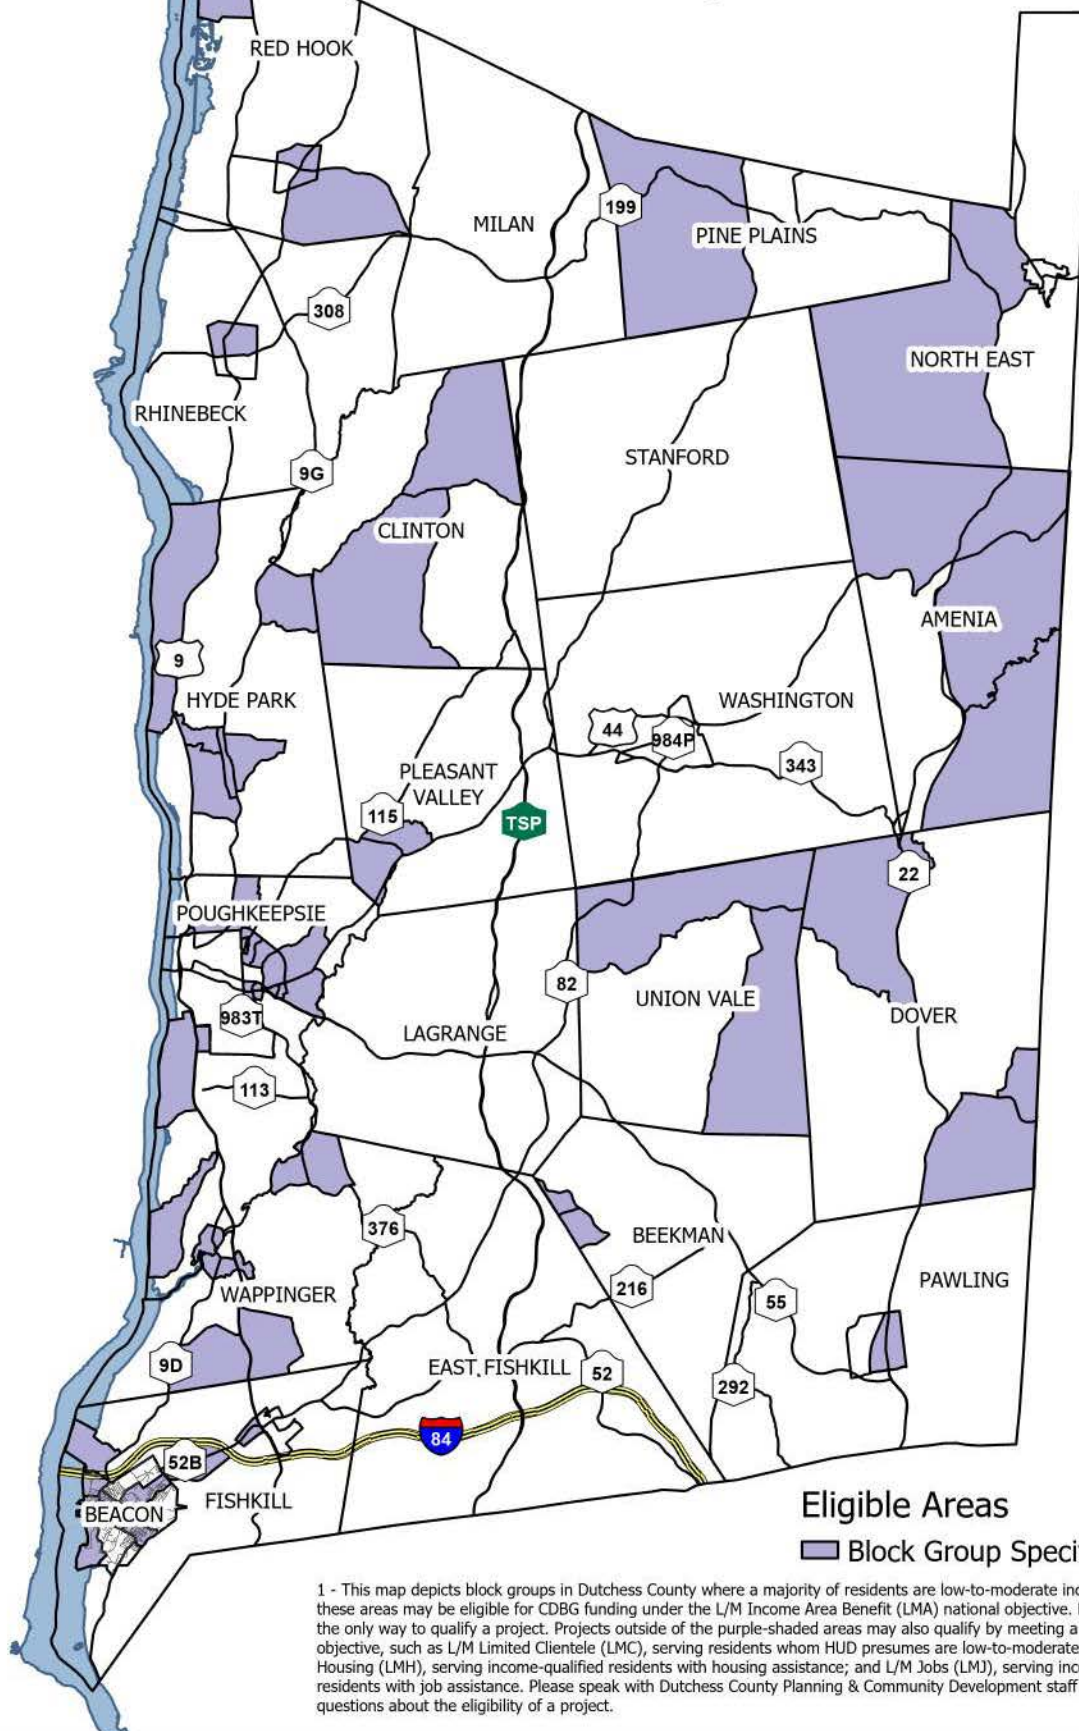 RED HOOK
199
MILAN
PINE PLAINS
308
NORTH EAST
RHINEBECK
STANFORD
9G
CLINTON
AMENIA
9
HYDE PARK
WASHINGTON
44
984P
343
PLEASANT
VALLEY
115
TSP
22
POUGHKEEPSIE
82
UNION VALE
983T
DOVER
LAGRANGE
113
376
BEEKMAN
216
PAWLING
WAPPINGER
55
9D
EAST FISHKILL
52
292
84
52B
FISHKILL
BEACON
Eligible Areas
Block Group Speci
1 - This map depicts block groups in Dutchess County where a majority of residents are low-to-moderate inc
these areas may be eligible for CDBG funding under the L/M Income Area Benefit (LMA) national objective.
the only way to qualify a project. Projects outside of the purple-shaded areas may also qualify by meeting a
objective, such as L/M Limited Clientele (LMC), serving residents whom HUD presumes are low-to-moderate
Housing (LMH), serving income-qualified residents with housing assistance; and L/M Jobs (LMJ), serving inc
residents with job assistance. Please speak with Dutchess County Planning & Community Development staff
questions about the eligibility of a project.